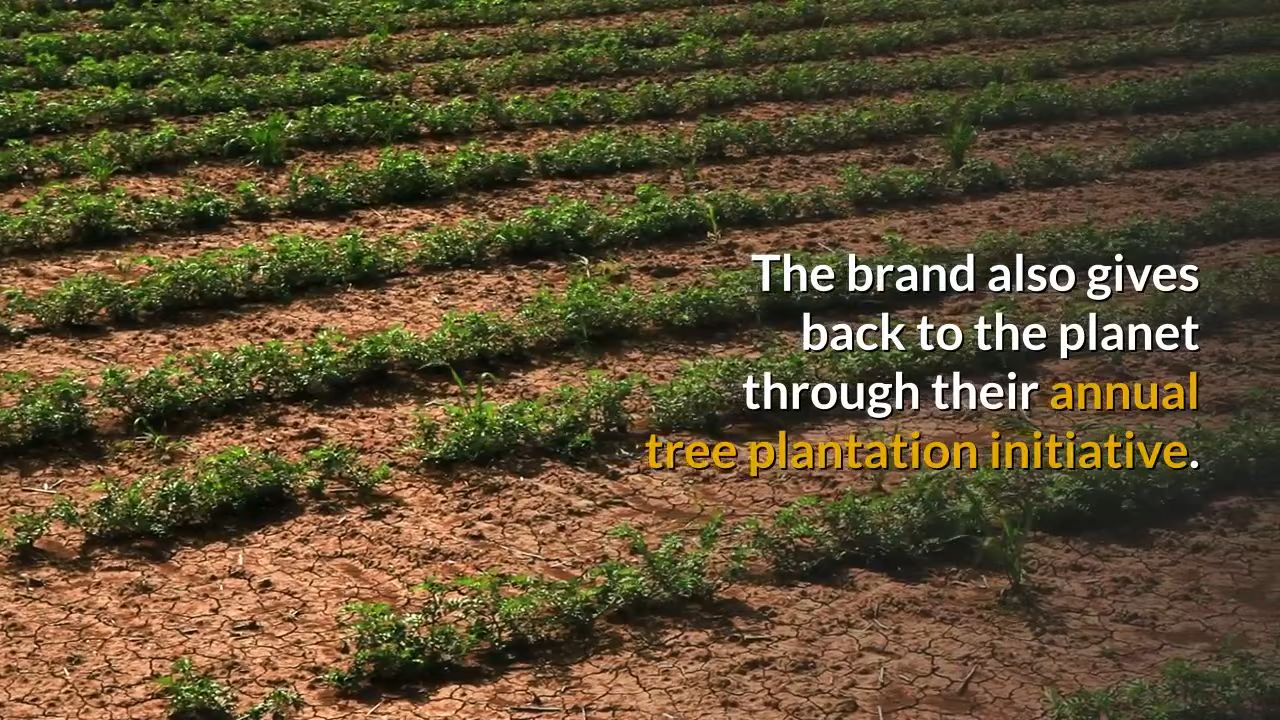 The brand also gives
back to the planet
through their annual
tree plantation initiative.